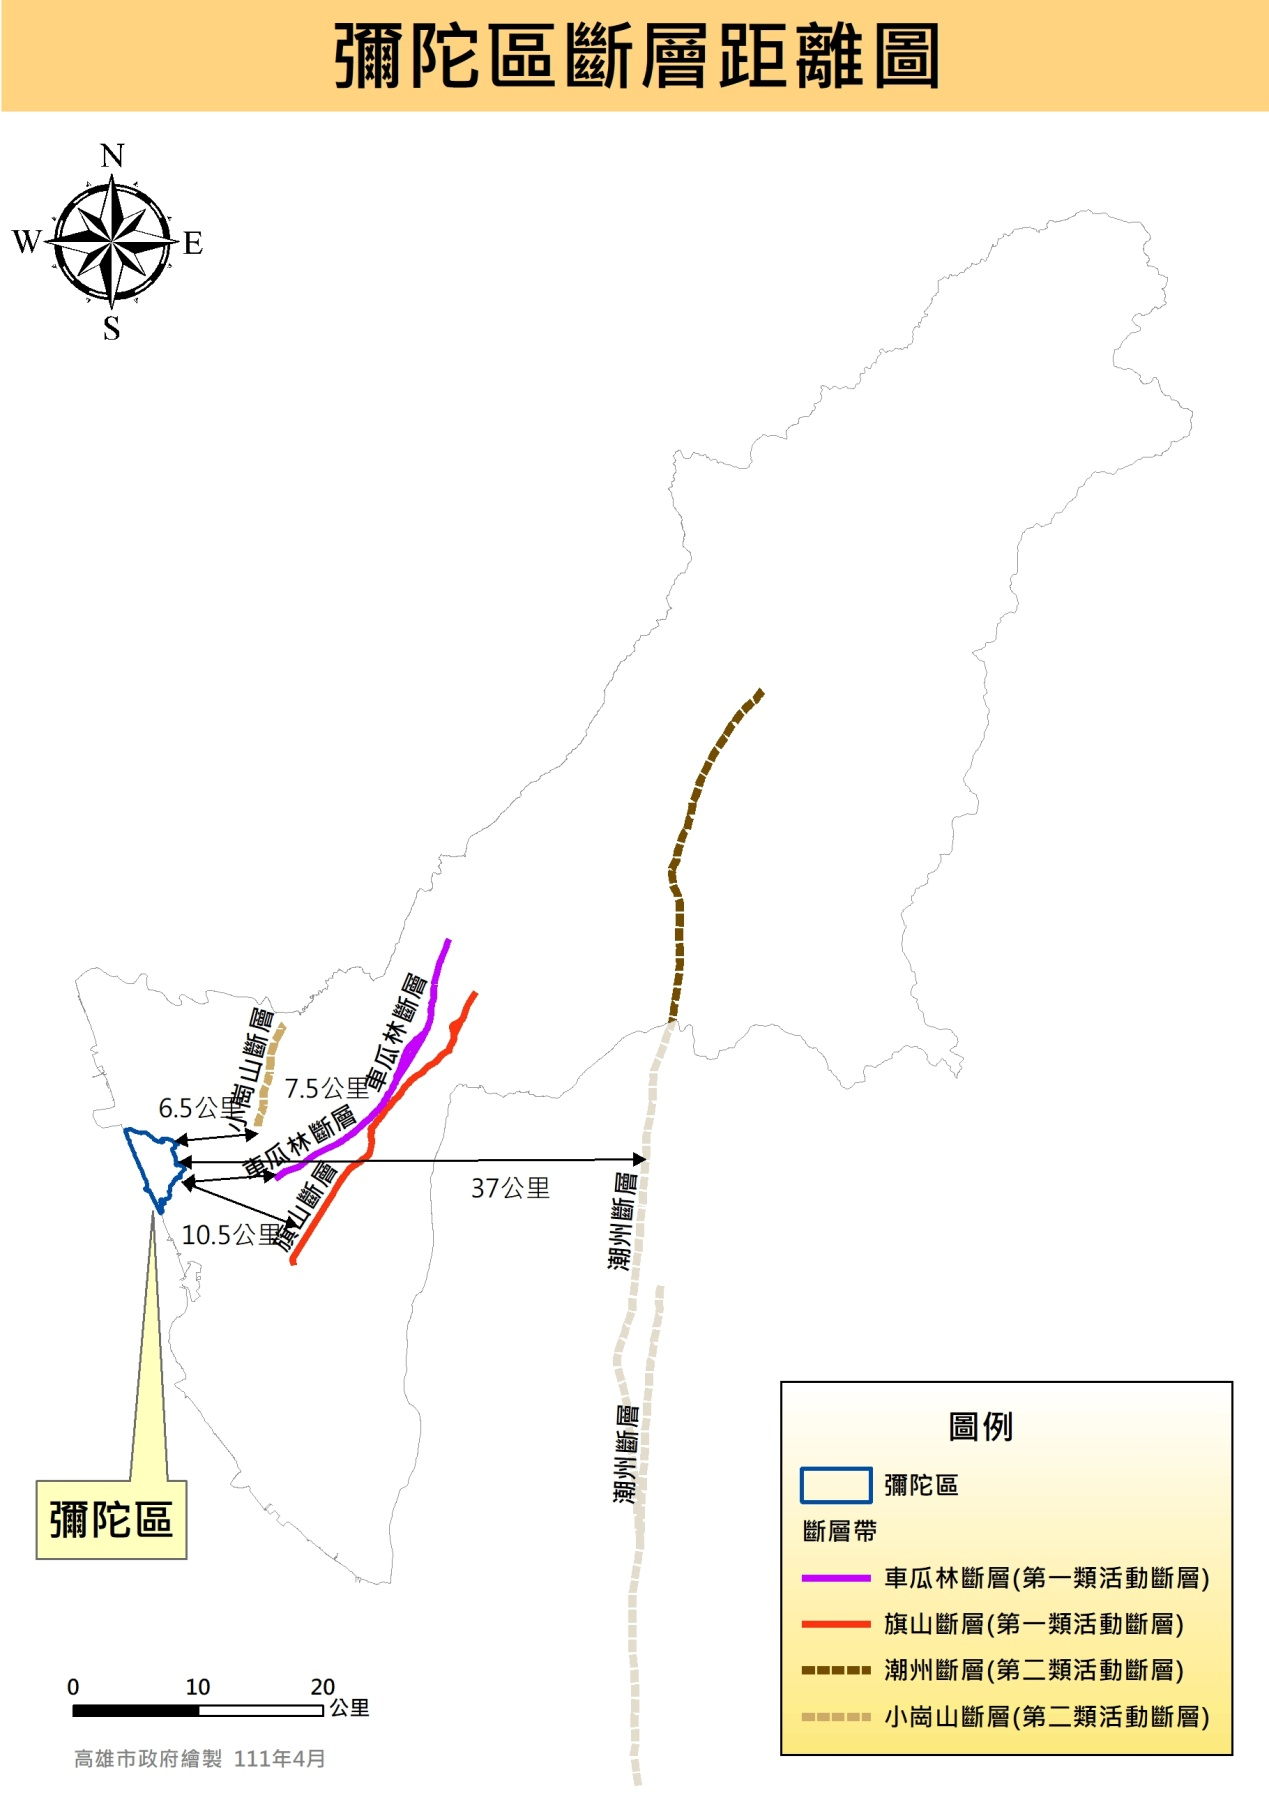 彌陀區斷層距離圖
N
W
E
S
車瓜林斷層
小崗山斷層
7.5公里
6.5公里
車瓜林斷層
旗山斷層
37公里
10.5公里
潮州斷層
潮州斷層
彌陀區
圖例
彌陀區
斷層帶
車瓜林斷層(第一類活動斷層)
旗山斷層(第一類活動斷層)
潮州斷層(第二類活動斷層)
小崗山斷層(第二類活動斷層)
0 10 20
公里
高雄市政府繪製 111年4月